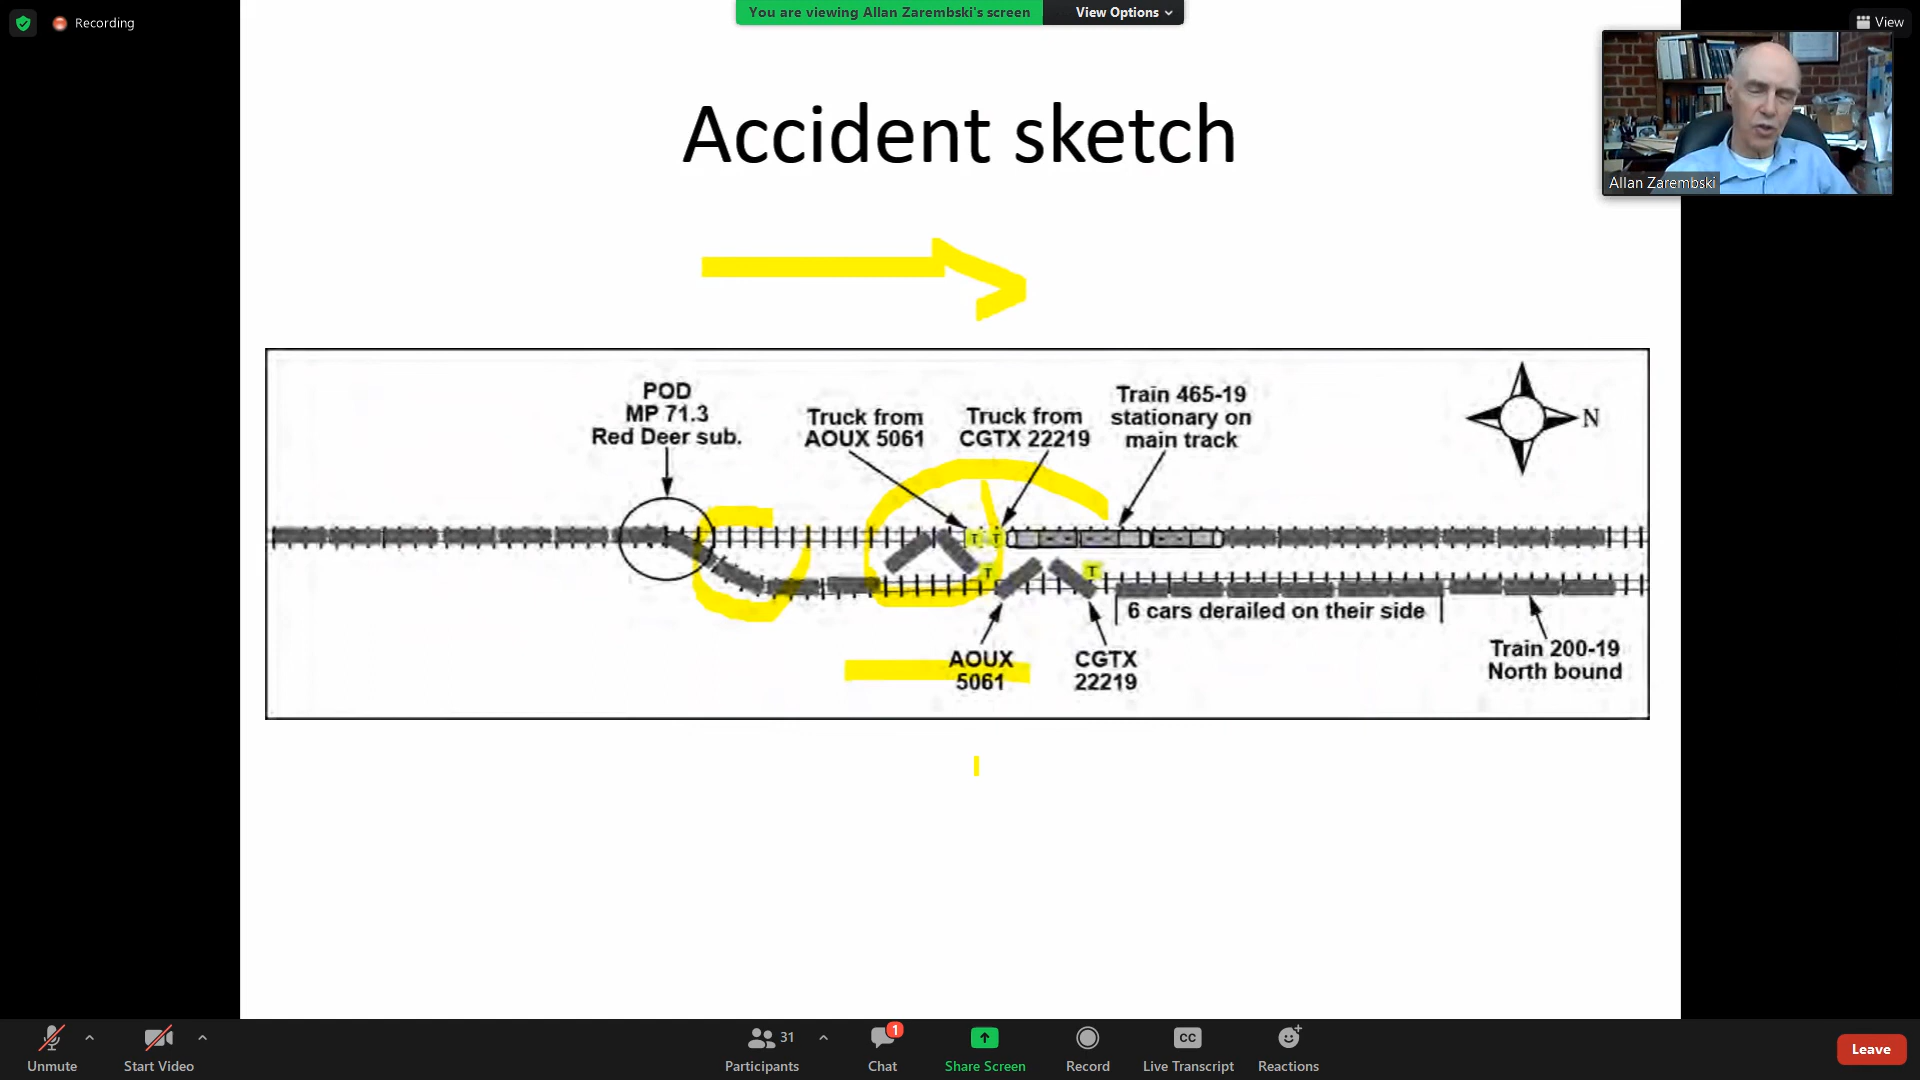 Recording
You are viewing Allan Zarembski's screen
View Options
View
Allan Zarembski
Accident sketch
POD
MP 71.3
Red Deer sub.
Truck from
AOUX 5061
Truck from
CGTX 22219
Train 465-19
stationary on
main track
N
T
T
T
T
6 cars derailed on their side
AOUX
5061
CGTX
22219
Train 200-19
North bound
Unmute
Start Video
31
Participants
1
Chat
Share Screen
Record
CC
Live Transcript
Reactions
Leave